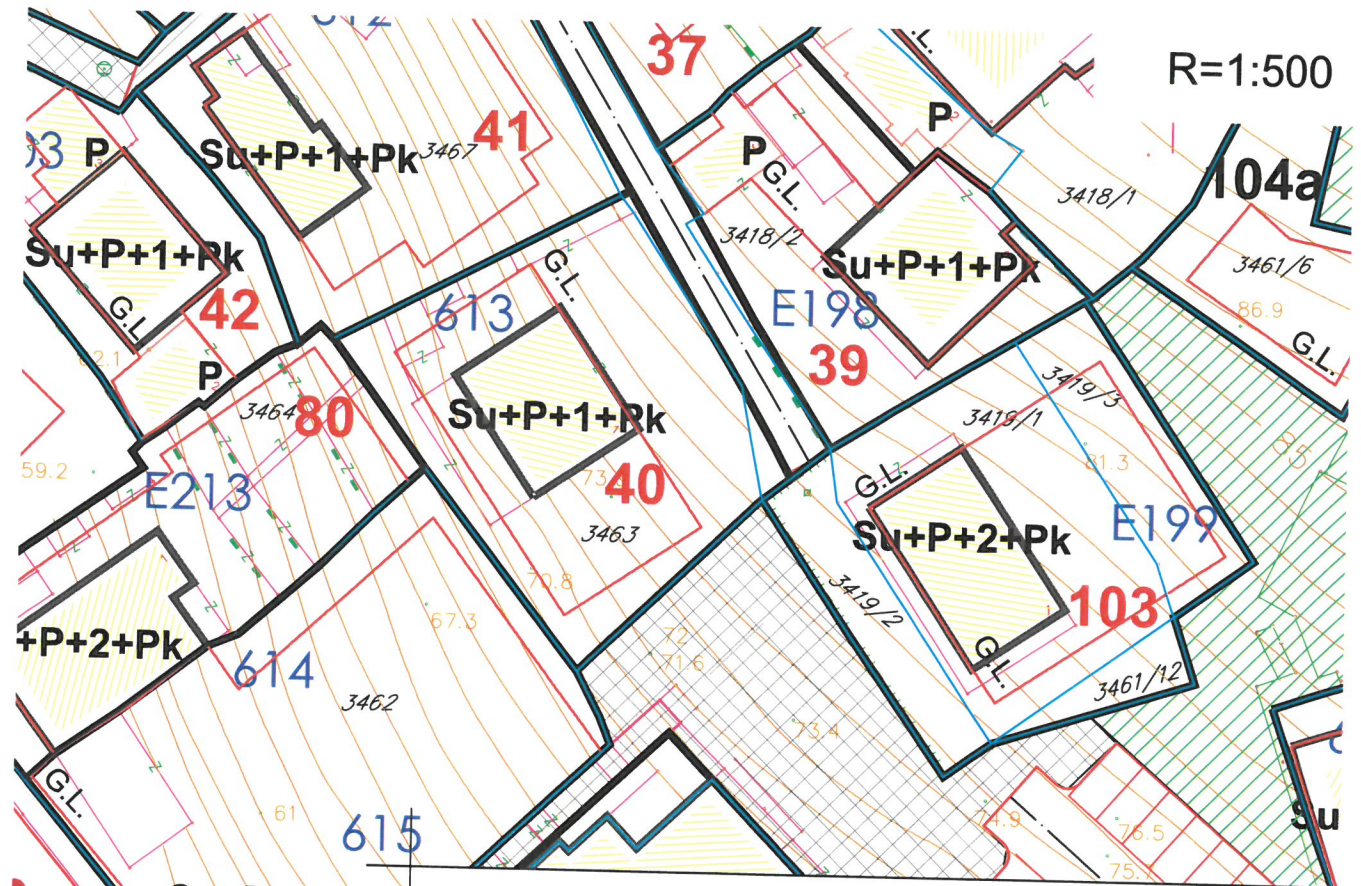 R=1:500
37
41
P
P
Su+P+1+Pk
3467
P
G.L.
104a
3418/1
3418/2
Su+P+1+Pk
Su+P+1+Pk
3461/6
G.L.
G.L.
42
613
E198
86.9
G.L.
39
P
3464
80
Su+P+1+Pk
3419/3
3419/1
59.2
E213
40
3463
81.3
G.L.
E199
Su+P+2+Pk
70.8
3419/2
103
67.3
+P+2+Pk
72
71.6
G.L.
614
3462
3461/12
73.4
85
G.L.
61
615
74.9
76.5
Su